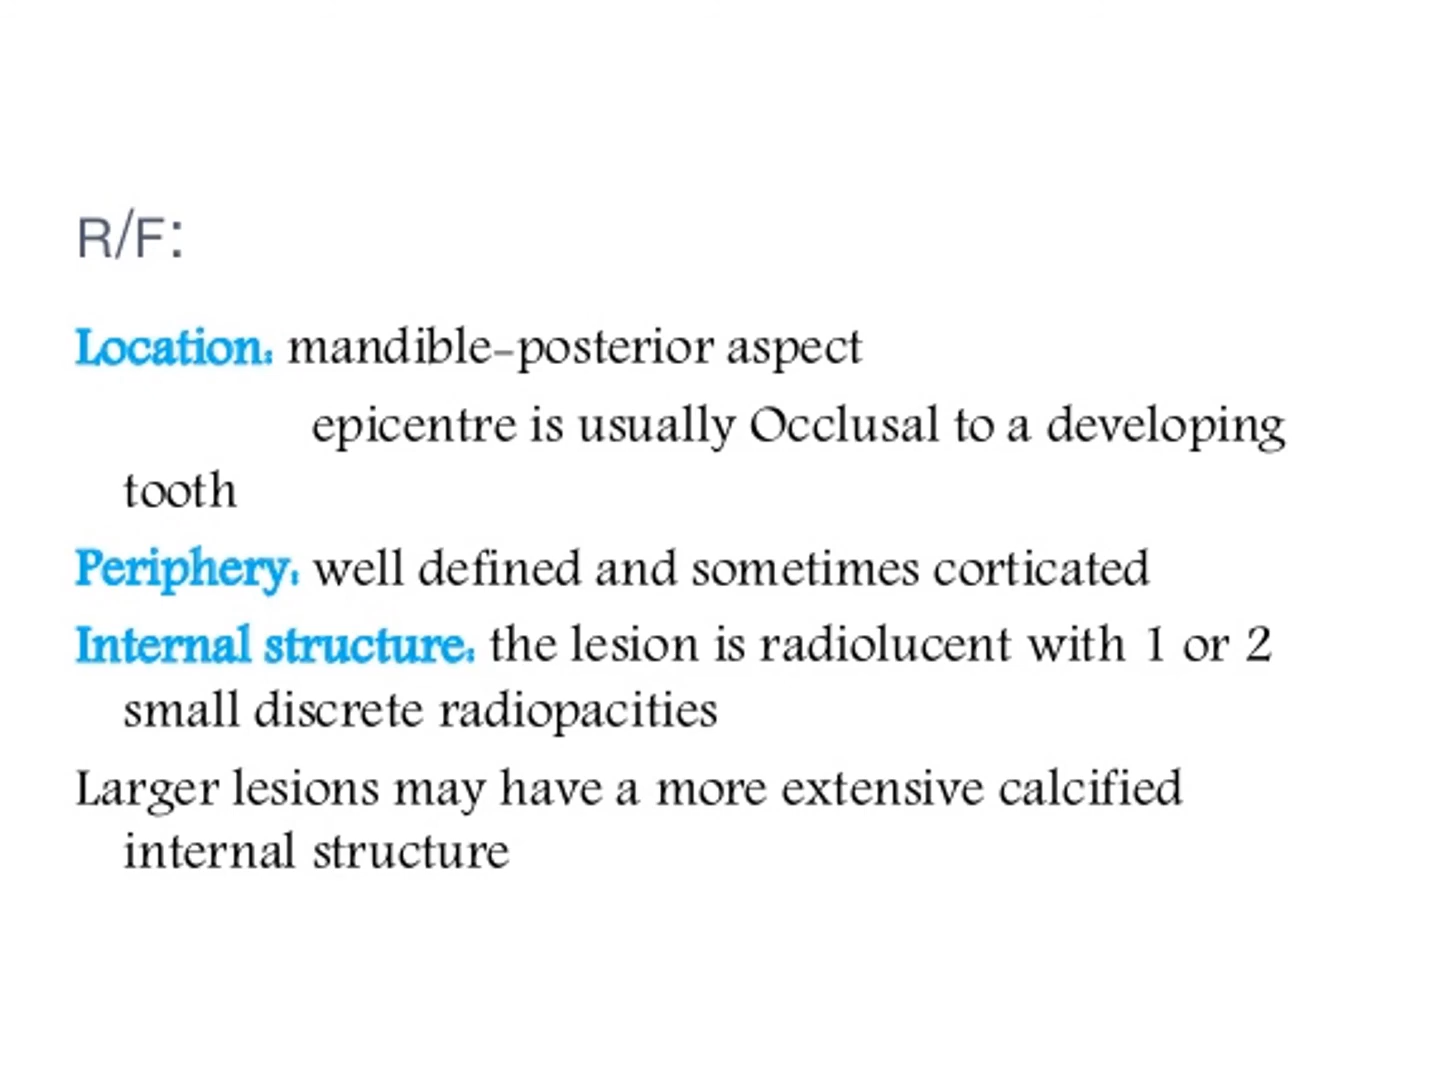 R/F:
Location: mandible-posterior aspect
epicentre is usually Occlusal to a developing
tooth
Periphery: well defined and sometimes corticated
Internal structure: the lesion is radiolucent with 1 or 2
small discrete radiopacities
Larger lesions may have a more extensive calcified
internal structure